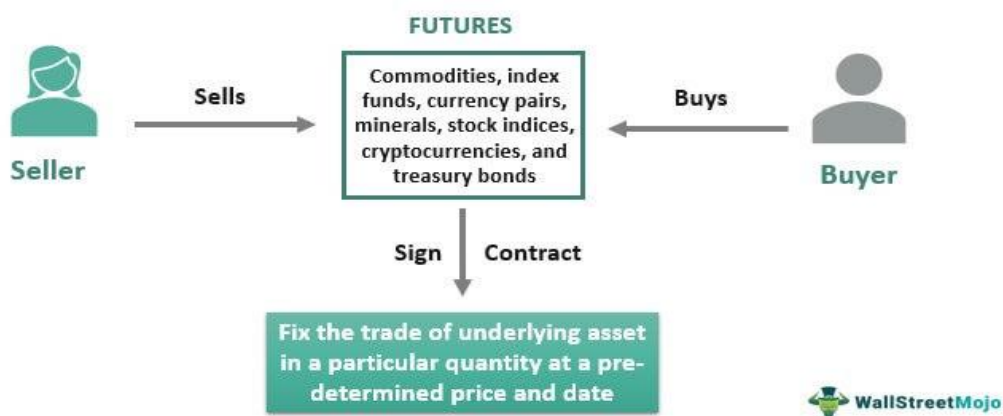 FUTURES
Sells
Commodities, index
funds, currency pairs,
minerals, stock indices,
cryptocurrencies, and
treasury bonds
Buys
Seller
Buyer
Sign
Contract
Fix the trade of underlying asset
in a particular quantity at a pre-
determined price and date
WallStreetMojo